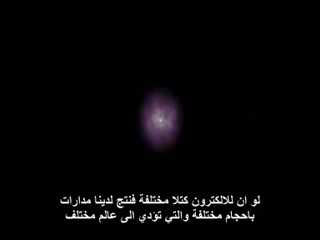 لو ان للالكترون كتلا مختلفة فنتج لدينا مدارات
باحجام مختلفة والتي تؤدي الى عالم مختلف